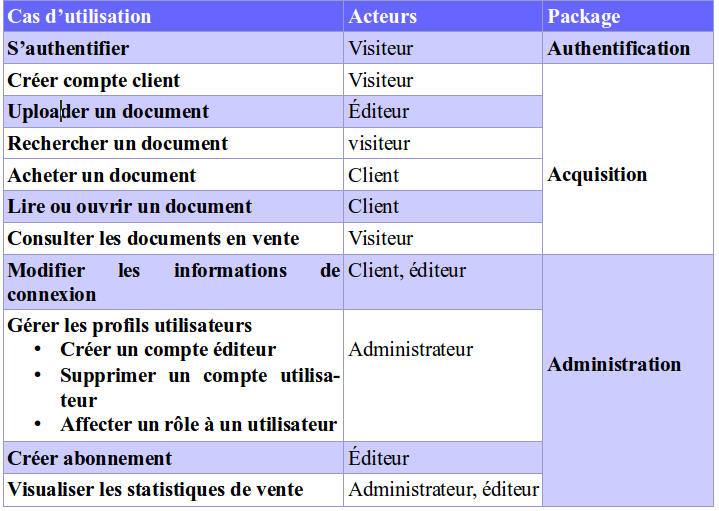 Cas d’utilisation Acteurs Package
S’authentifier Visiteur Authentification
Créer compte client Visiteur
Uploader un document Éditeur
Rechercher un document visiteur
Acheter un document Client Acquisition
Lire ou ouvrir un document Client
Consulter les documents en vente Visiteur
Modifier les informations de Client, éditeur
connexion
Gérer les profils utilisateurs
• Créer un compte éditeur Administrateur
Administration
• Supprimer un compte utilisa-
teur
• Affecter un rôle à un utilisateur
Créer abonnement Éditeur
Visualiser les statistiques de vente Administrateur, éditeur